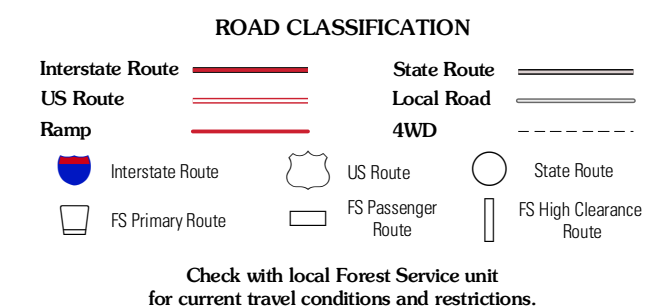 ROAD CLASSIFICATION
Interstate Route
State Route
US Route
Local Road
Ramp
4WD
Interstate Route
US Route
State Route
FS Primary Route
FS Passenger
Route
FS High Clearance
Route
Check with local Forest Service unit
for current travel conditions and restrictions.